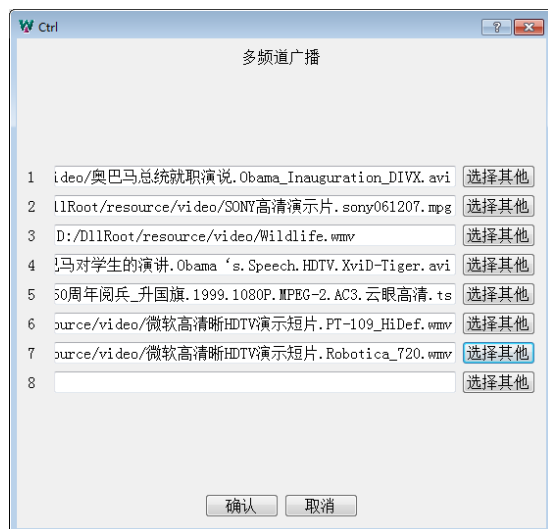 Ctrl
多频道广播
1 ideo/奥巴马总统就职演说.Obama_Inauguration_DIVX.avi 选择其他
2 llRoot/resource/video/SONY高清演示片.sony061207.mpg 选择其他
3 D:/DllRoot/resource/video/Wildlife.wmv 选择其他
4 巴马对学生的演讲.Obama‘s.Speech.HDTV.XviD-Tiger.avi 选择其他
5 50周年阅兵_升国旗.1999.1080P.MPEG-2.AC3.云眼高清.ts 选择其他
6 ource/video/微软高清晰HDTV演示短片.PT-109_HiDef.wmv 选择其他
7 ource/video/微软高清晰HDTV演示短片.Robotica_720.wmv 选择其他
8 选择其他
确认 取消